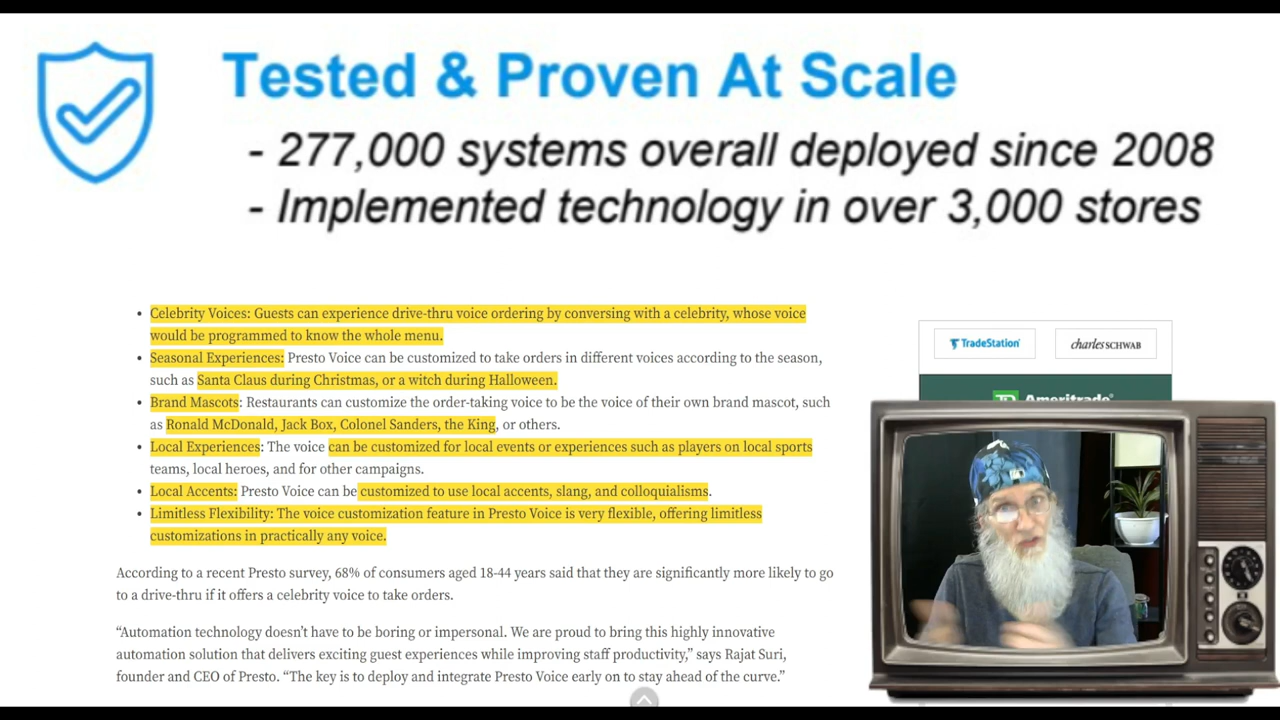 Tested & Proven At Scale
- 277,000 systems overall deployed since 2008
- Implemented technology in over 3,000 stores
• Celebrity Voices: Guests can experience drive-thru voice ordering by conversing with a celebrity, whose voice
would be programmed to know the whole menu.
• Seasonal Experiences: Presto Voice can be customized to take orders in different voices according to the season,
such as Santa Claus during Christmas, or a witch during Halloween.
• Brand Mascots: Restaurants can customize the order-taking voice to be the voice of their own brand mascot, such
as Ronald McDonald, Jack Box, Colonel Sanders, the King, or others.
• Local Experiences: The voice can be customized for local events or experiences such as players on local sports
teams, local heroes, and for other campaigns.
• Local Accents: Presto Voice can be customized to use local accents, slang, and colloquialisms.
• Limitless Flexibility: The voice customization feature in Presto Voice is very flexible, offering limitless
customizations in practically any voice.
According to a recent Presto survey, 68% of consumers aged 18-44 years said that they are significantly more likely to go
to a drive-thru if it offers a celebrity voice to take orders.
“Automation technology doesn’t have to be boring or impersonal. We are proud to bring this highly innovative
automation solution that delivers exciting guest experiences while improving staff productivity,” says Rajat Suri,
founder and CEO of Presto. “The key is to deploy and integrate Presto Voice early on to stay ahead of the curve.”
TradeStation
charles SCHWAB
TD Ameritrade